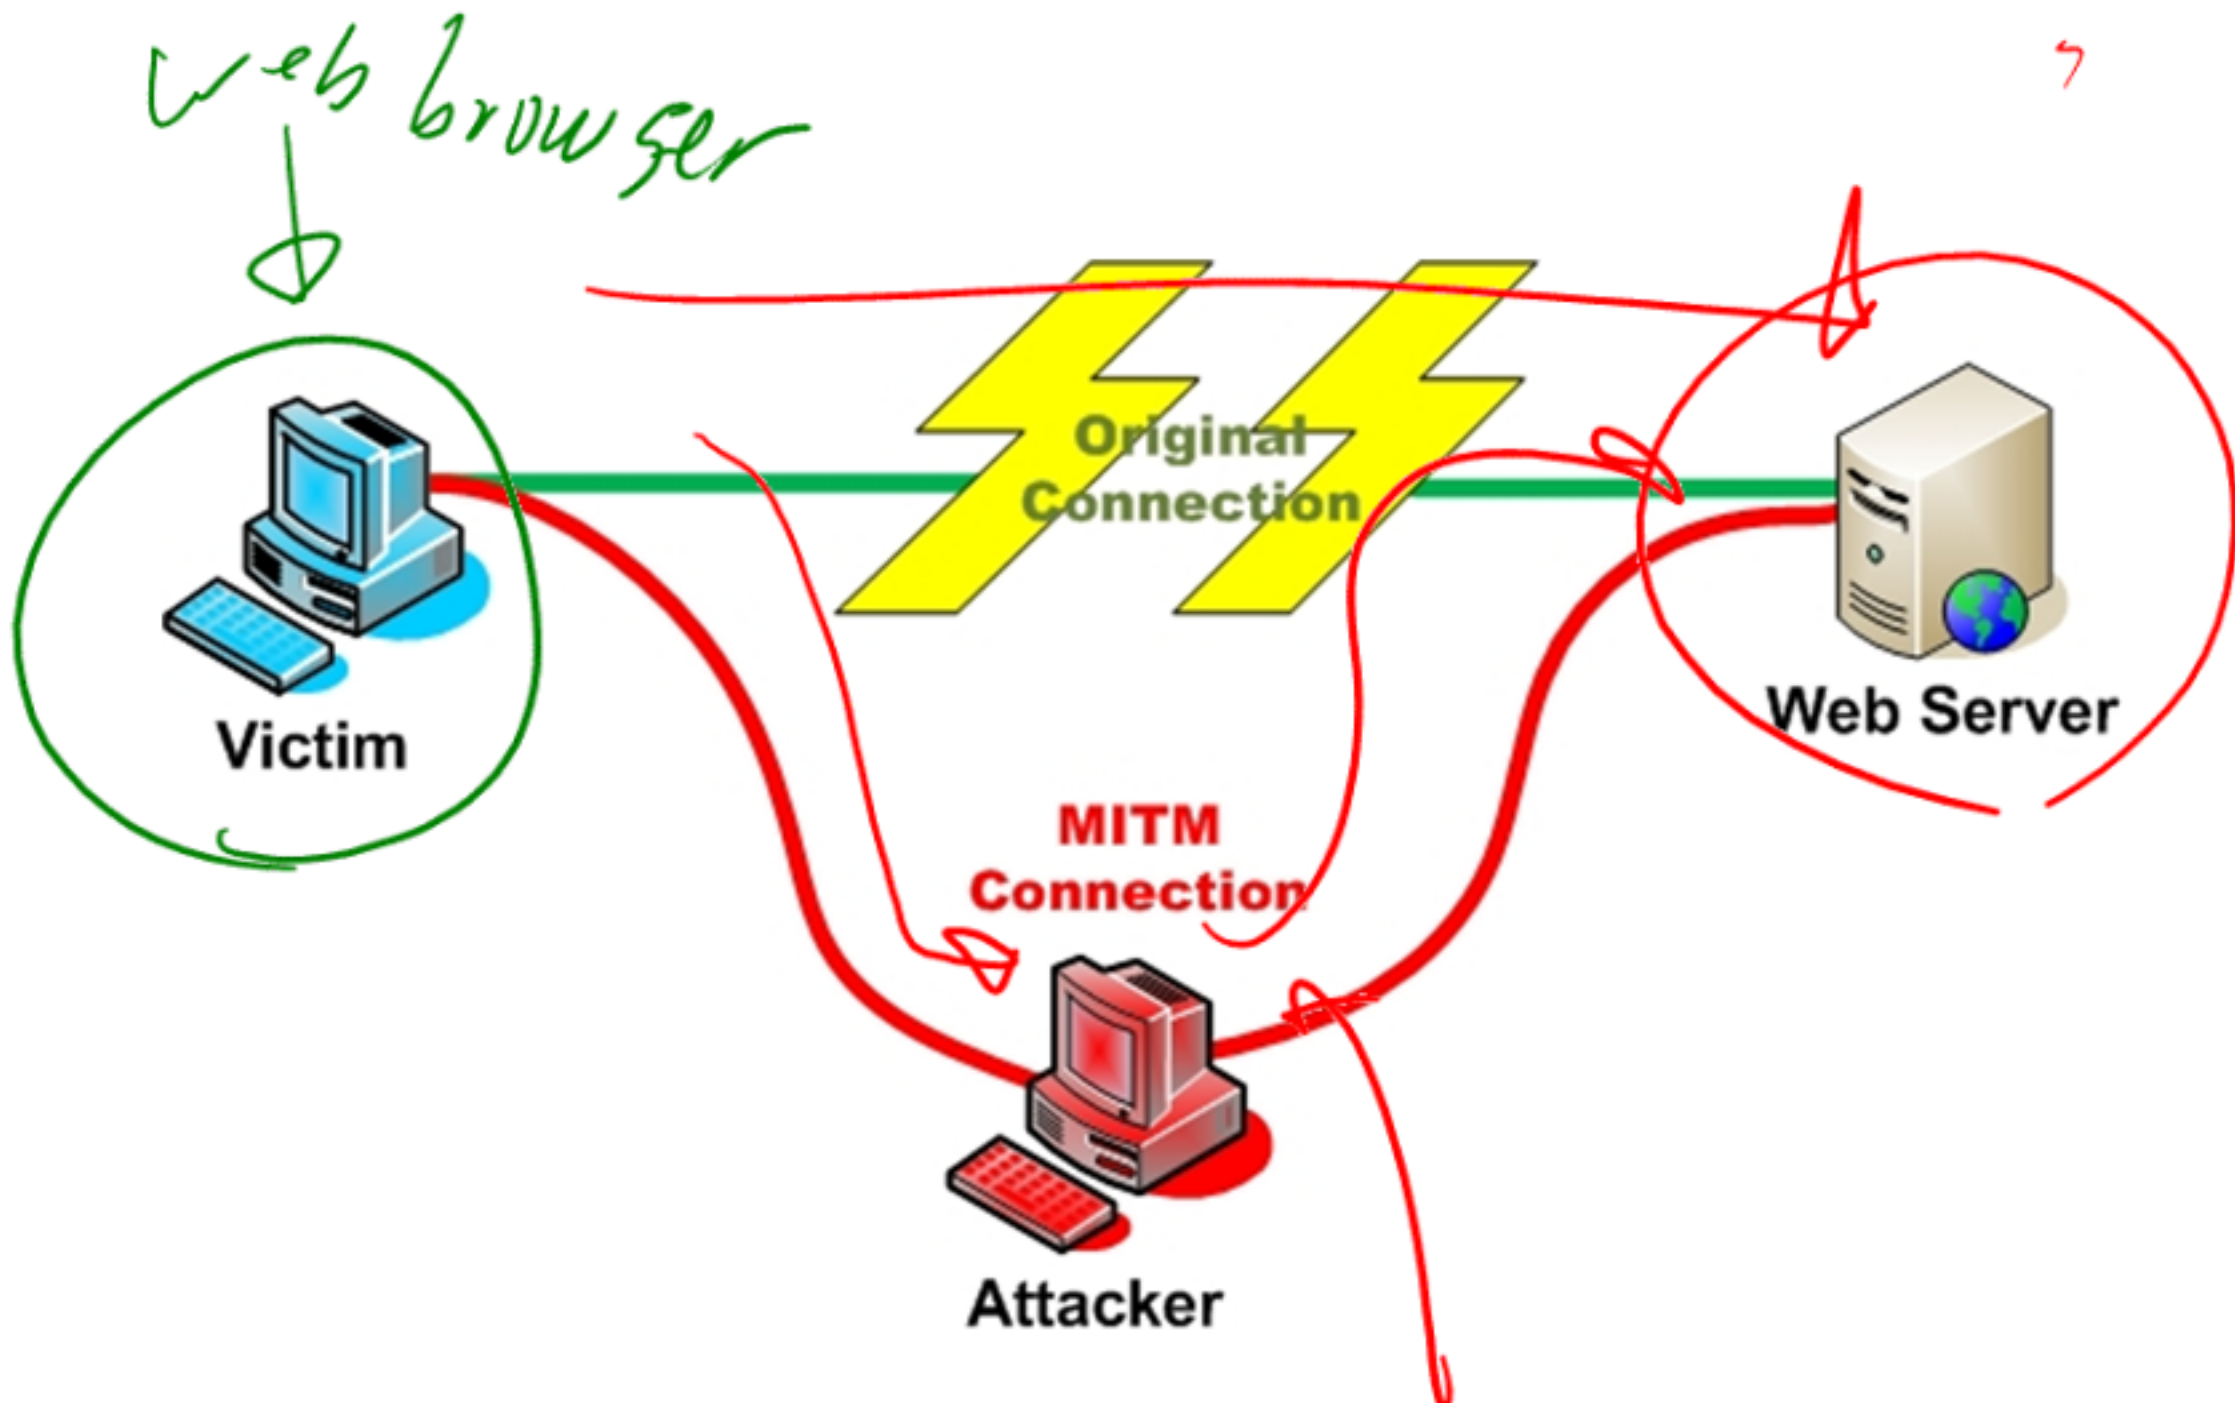 web browser
Original
Connection
Victim
Web Server
MITM
Connection
Attacker